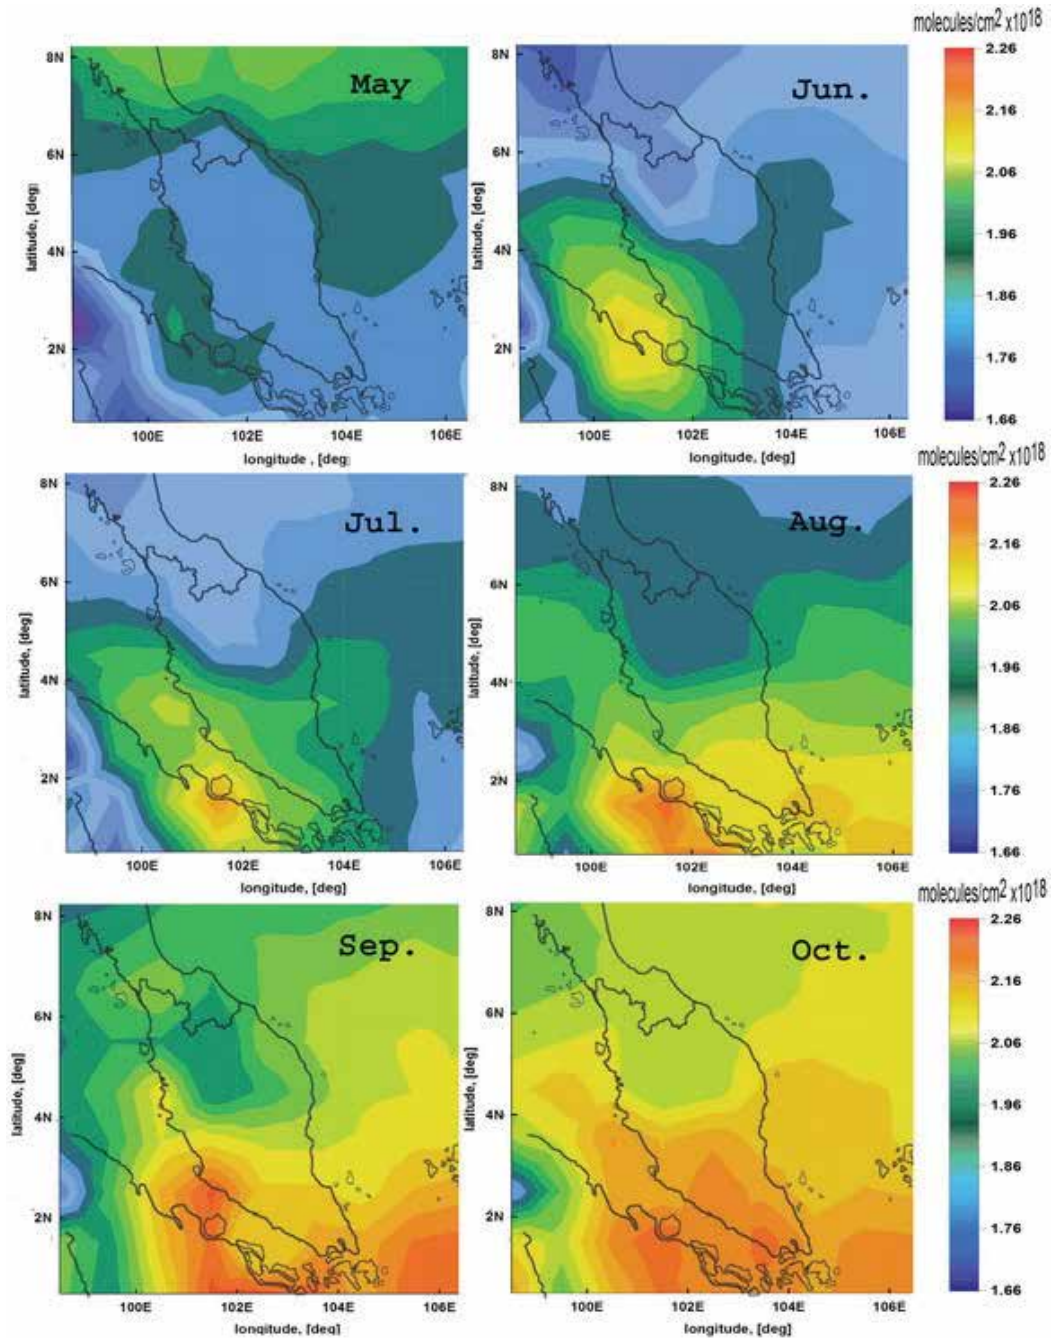 molecules/cm² x10¹⁸
8N
6N
4N
2N
latitude, [deg]
May
100E 102E 104E 106E
longitude , [deg]
8N
6N
4N
2N
latitude, [deg]
Jun.
100E 102E 104E 106E
longitude, [deg]
2.26
2.16
2.06
1.96
1.86
1.76
1.66
molecules/cm² x10¹⁸
8N
6N
4N
2N
latitude, [deg]
Jul.
100E 102E 104E 106E
longitude, [deg]
8N
6N
4N
2N
latitude, [deg]
Aug.
100E 102E 104E 106E
longitude, [deg]
2.26
2.16
2.06
1.96
1.86
1.76
1.66
molecules/cm² x10¹⁸
8N
6N
4N
2N
latitude, [deg]
Sep.
100E 102E 104E 106E
longitude, [deg]
8N
6N
4N
2N
latitude, [deg]
Oct.
100E 102E 104E 106E
longitude, [deg]
2.26
2.16
2.06
1.96
1.86
1.76
1.66